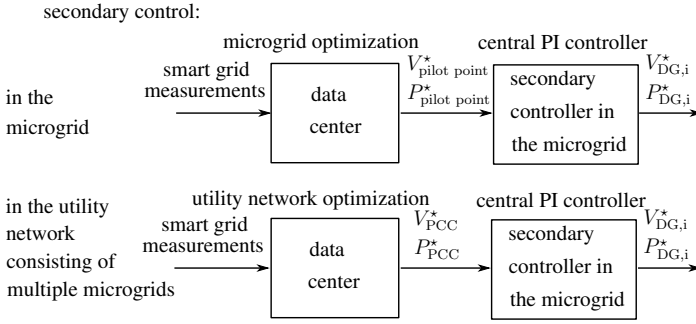 secondary control:
microgrid optimization
central PI controller
in the
microgrid
smart grid
measurements
data
center
V*pilot point
P*pilot point
secondary
controller in
the microgrid
V*DG,i
P*DG,i
utility network optimization
central PI controller
in the utility
network
consisting of
multiple microgrids
smart grid
measurements
data
center
V*PCC
P*PCC
secondary
controller in
the microgrid
V*DG,i
P*DG,i